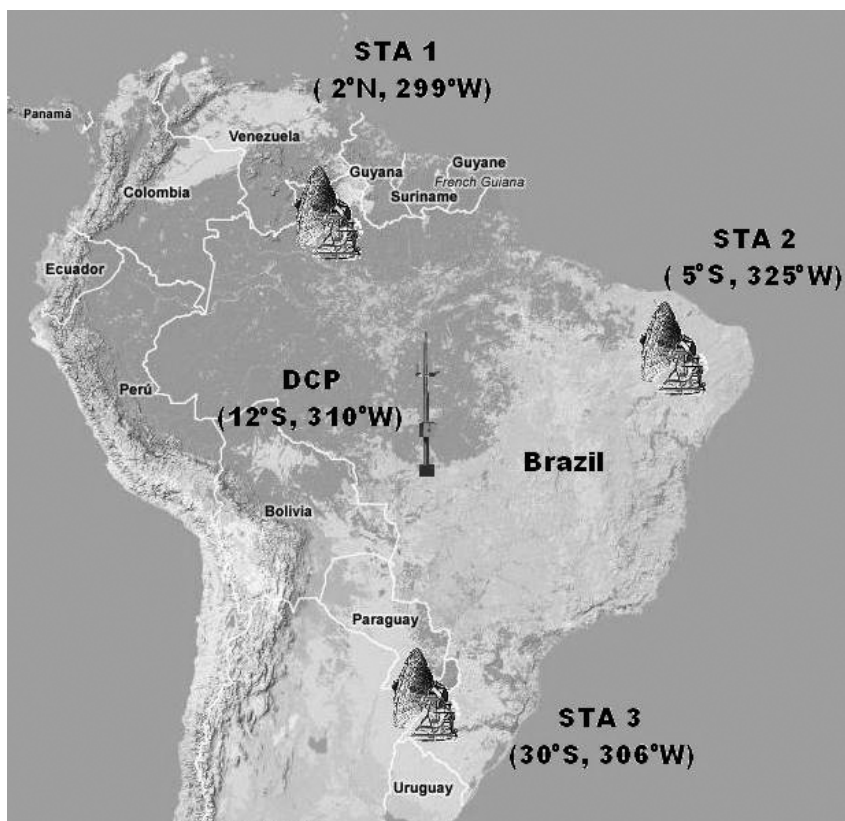 STA 1
( 2°N, 299°W)
Panamá
Venezuela
Guyana
Guyane
French Guiana
Suriname
Colombia
STA 2
( 5°S, 325°W)
Ecuador
DCP
(12°S, 310°W)
Perú
Brazil
Bolivia
Paraguay
STA 3
(30°S, 306°W)
Uruguay